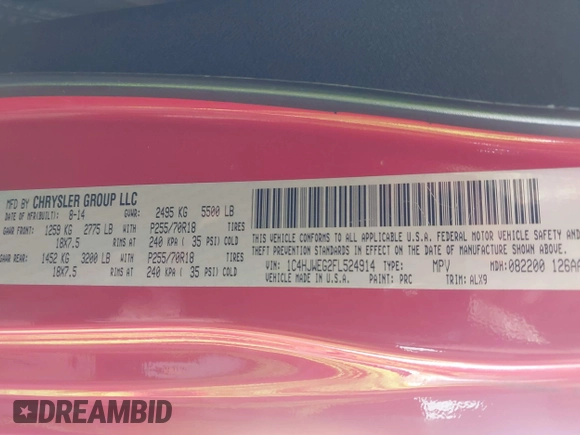 MFD BY CHRYSLER GROUP LLC
DATE OF MFR(BUILT): 8-14 GVWR: 2495 KG 5500 LB
GAWR FRONT: 1259 KG 2775 LB P255/70R18 TIRES
18X7.5 RIMS AT 240 KPA ( 35 PSI) COLD
GAWR REAR: 1452 KG 3200 LB P255/70R18 TIRES
18X7.5 RIMS AT 240 KPA ( 35 PSI) COLD
THIS VEHICLE CONFORMS TO ALL APPLICABLE U.S.A. FEDERAL MOTOR VEHICLE SAFETY,
THEFT PREVENTION STANDARDS IN EFFECT ON THE DATE OF MANUFACTURE SHOWN ABOVE.
VIN: 1C4HJWEG2FL524914 TYPE: MPV MDH: 082200 126AA
VEHICLE MADE IN U.S.A. PAINT: PRC TRIM: ALX9
DREAMBID